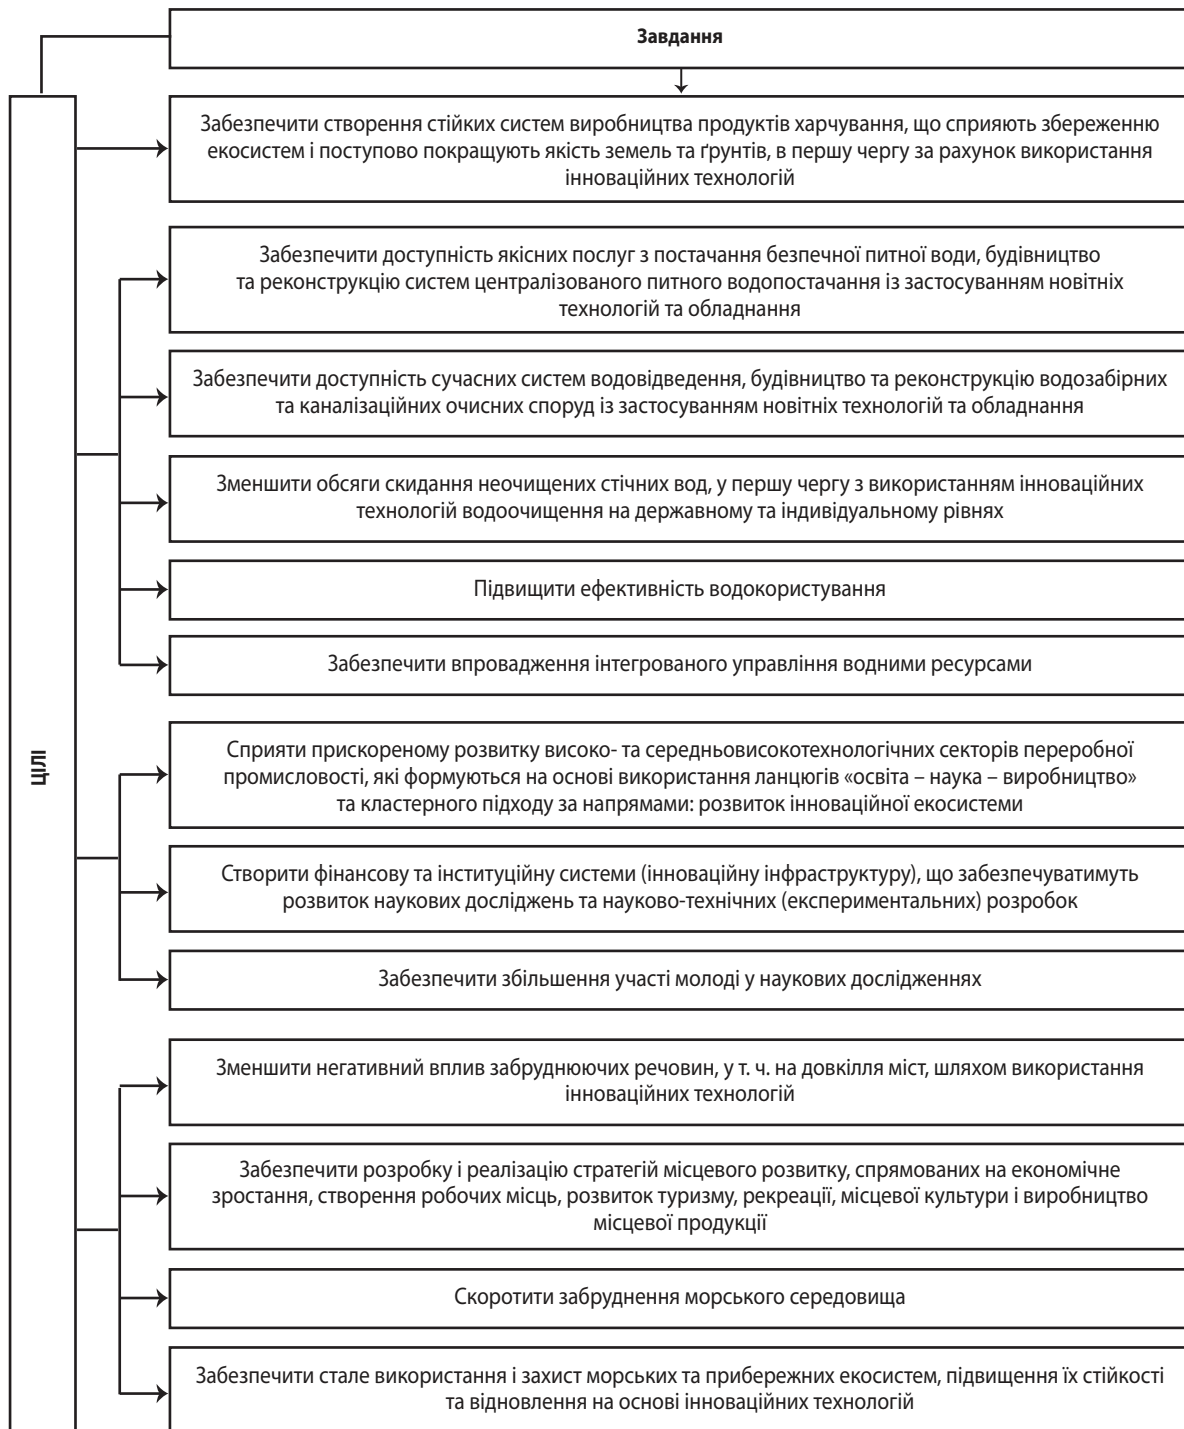 Завдання
Забезпечити створення стійких систем виробництва продуктів харчування, що сприяють збереженню
екосистем і поступово покращують якість земель та ґрунтів, в першу чергу за рахунок використання
інноваційних технологій
Забезпечити доступність якісних послуг з постачання безпечної питної води, будівництво
та реконструкцію систем централізованого питного водопостачання із застосуванням новітніх
технологій та обладнання
Забезпечити доступність сучасних систем водовідведення, будівництво та реконструкцію водозабірних
та каналізаційних очисних споруд із застосуванням новітніх технологій та обладнання
Зменшити обсяги скидання неочищених стічних вод, у першу чергу з використанням інноваційних
технологій водоочищення на державному та індивідуальному рівнях
Підвищити ефективність водокористування
Забезпечити впровадження інтегрованого управління водними ресурсами
ЦІЛІ
Сприяти прискореному розвитку високо- та середньовисокотехнологічних секторів переробної
промисловості, які формуються на основі використання ланцюгів «освіта – наука – виробництво»
та кластерного підходу за напрямами: розвиток інноваційної екосистеми
Створити фінансову та інституційну системи (інноваційну інфраструктуру), що забезпечуватимуть
розвиток наукових досліджень та науково-технічних (експериментальних) розробок
Забезпечити збільшення участі молоді у наукових дослідженнях
Зменшити негативний вплив забруднюючих речовин, у т. ч. на довкілля міст, шляхом використання
інноваційних технологій
Забезпечити розробку і реалізацію стратегій місцевого розвитку, спрямованих на економічне
зростання, створення робочих місць, розвиток туризму, рекреації, місцевої культури і виробництво
місцевої продукції
Скоротити забруднення морського середовища
Забезпечити стале використання і захист морських та прибережних екосистем, підвищення їх стійкості
та відновлення на основі інноваційних технологій